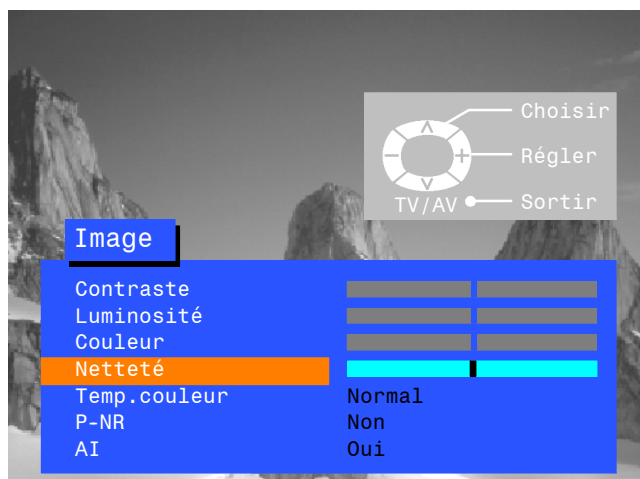 Choisir
Régler
TV/AV Sortir
Image
Contraste
Luminosité
Couleur
Netteté
Temp.couleur Normal
P-NR Non
AI Oui